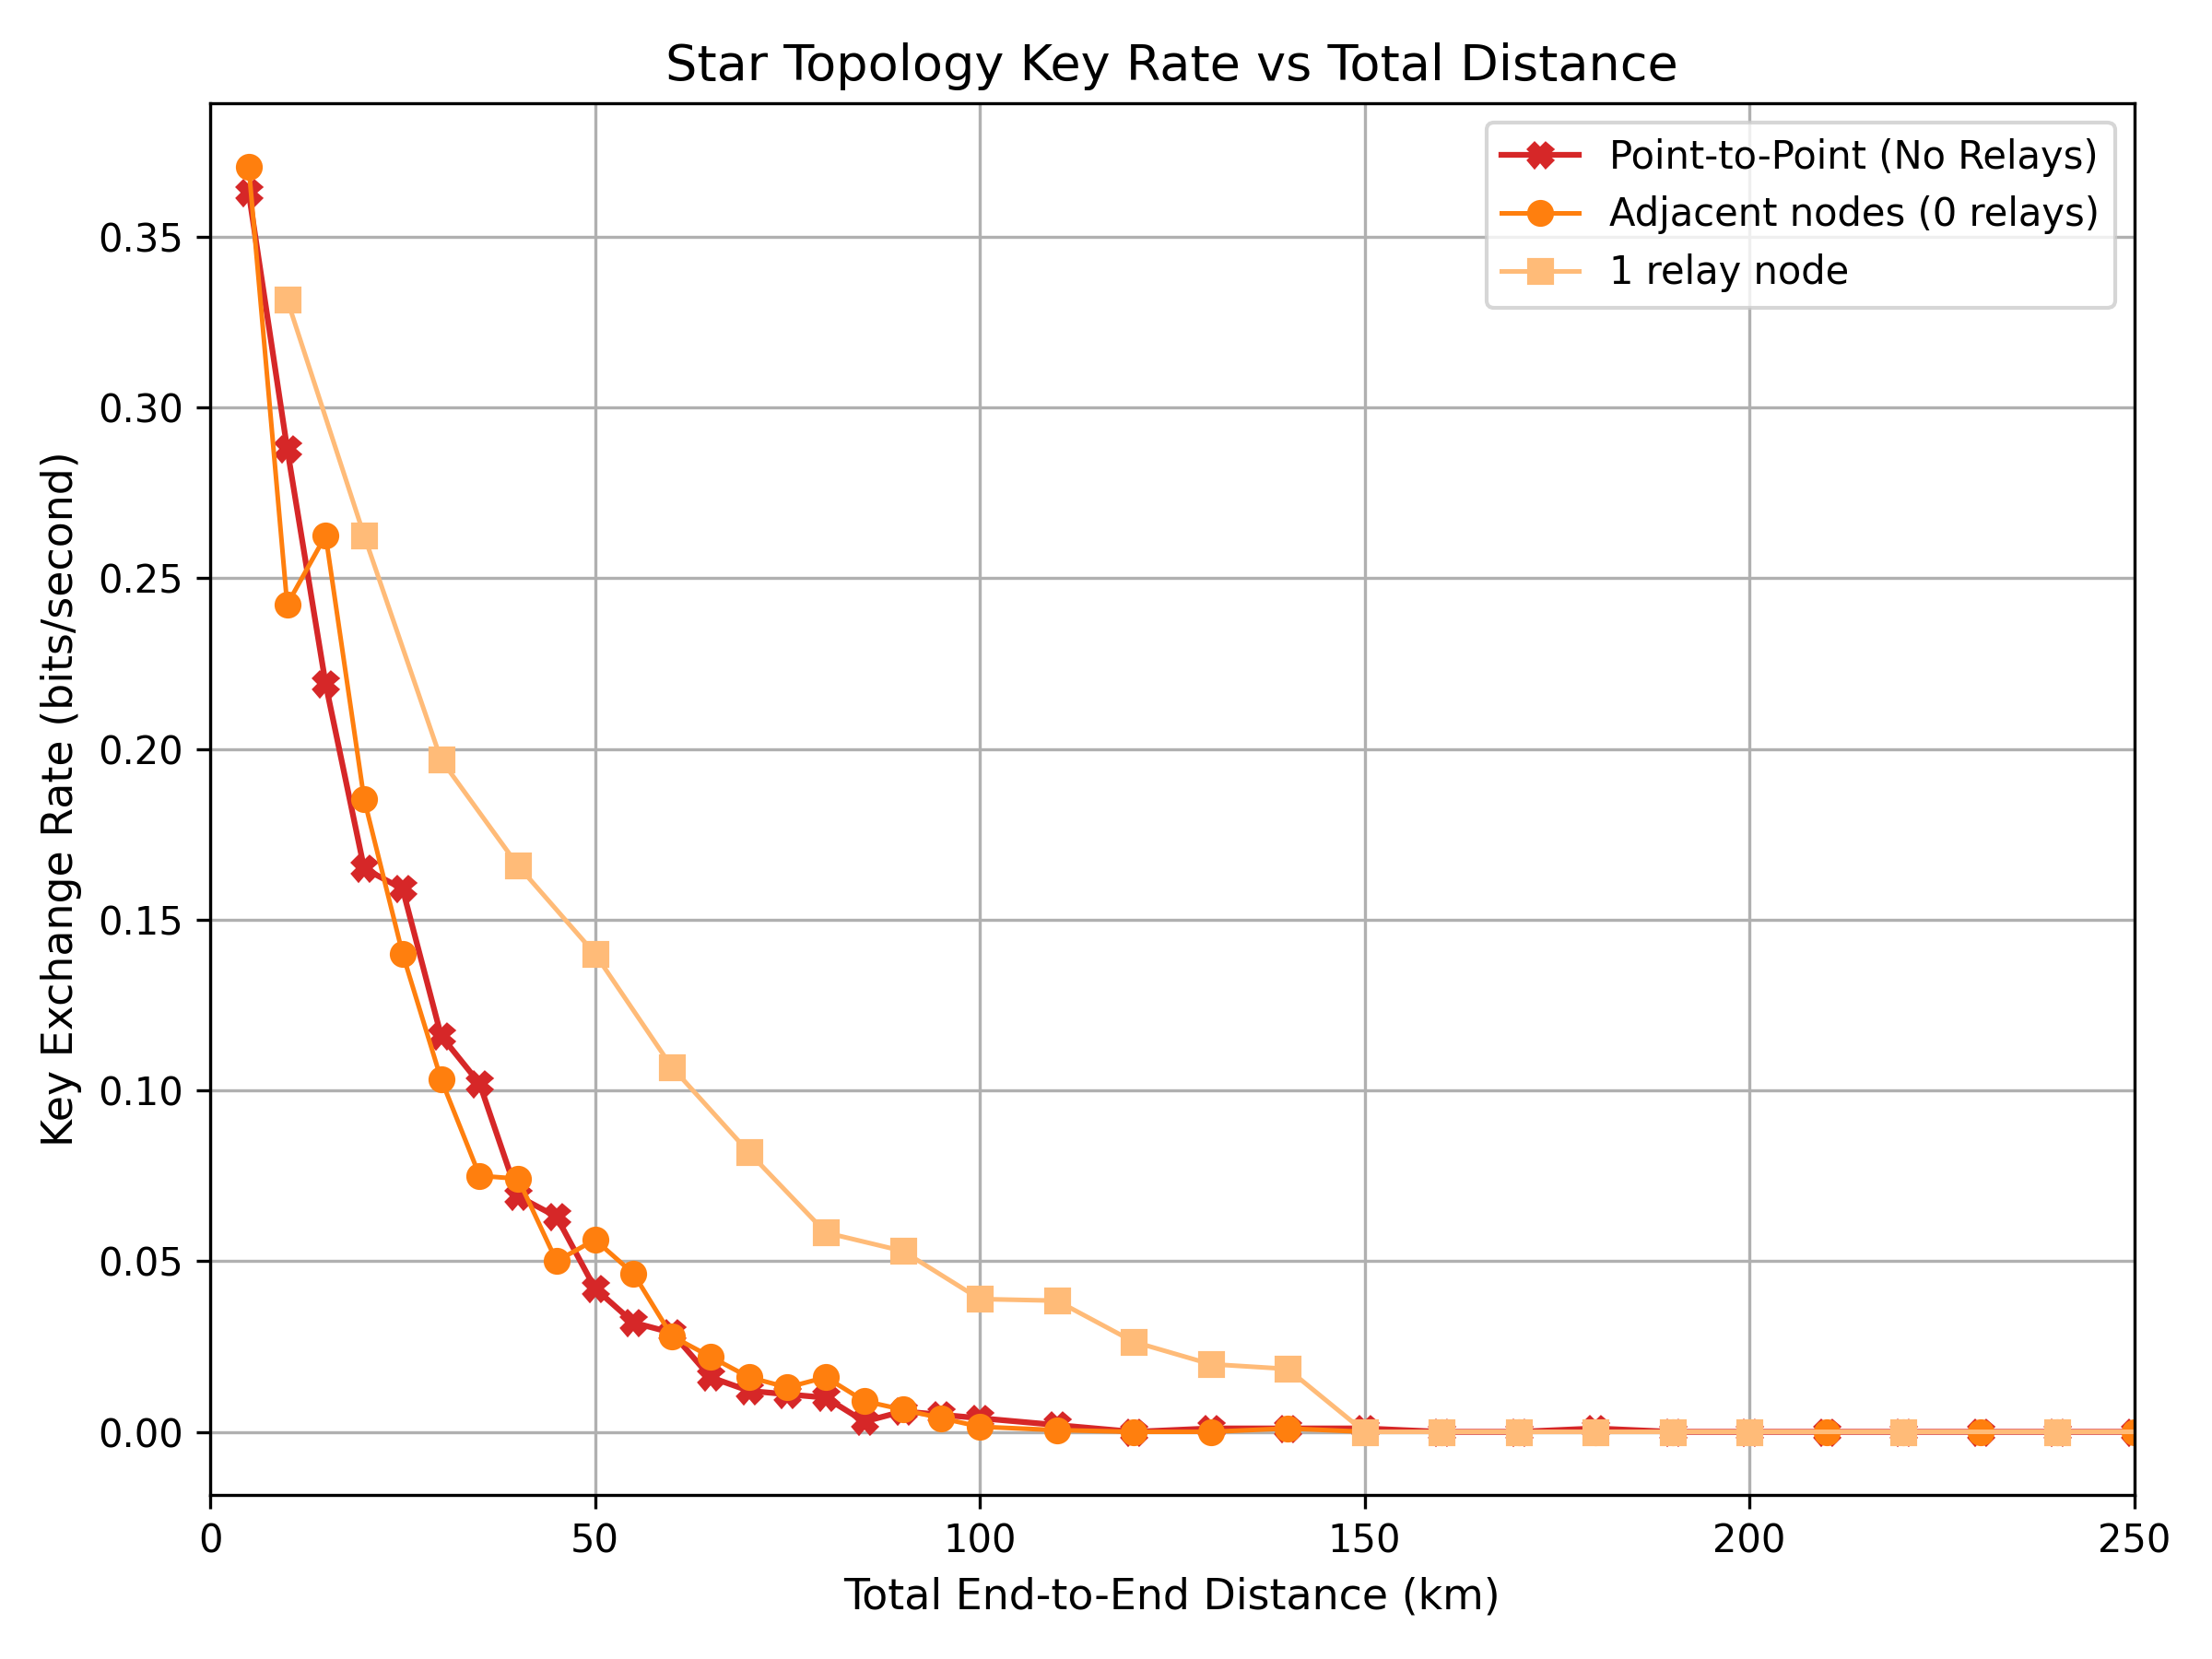 Star Topology Key Rate vs Total Distance
Point-to-Point (No Relays)
Adjacent nodes (0 relays)
1 relay node
Key Exchange Rate (bits/second)
0.35
0.30
0.25
0.20
0.15
0.10
0.05
0.00
0 50 100 150 200 250
Total End-to-End Distance (km)